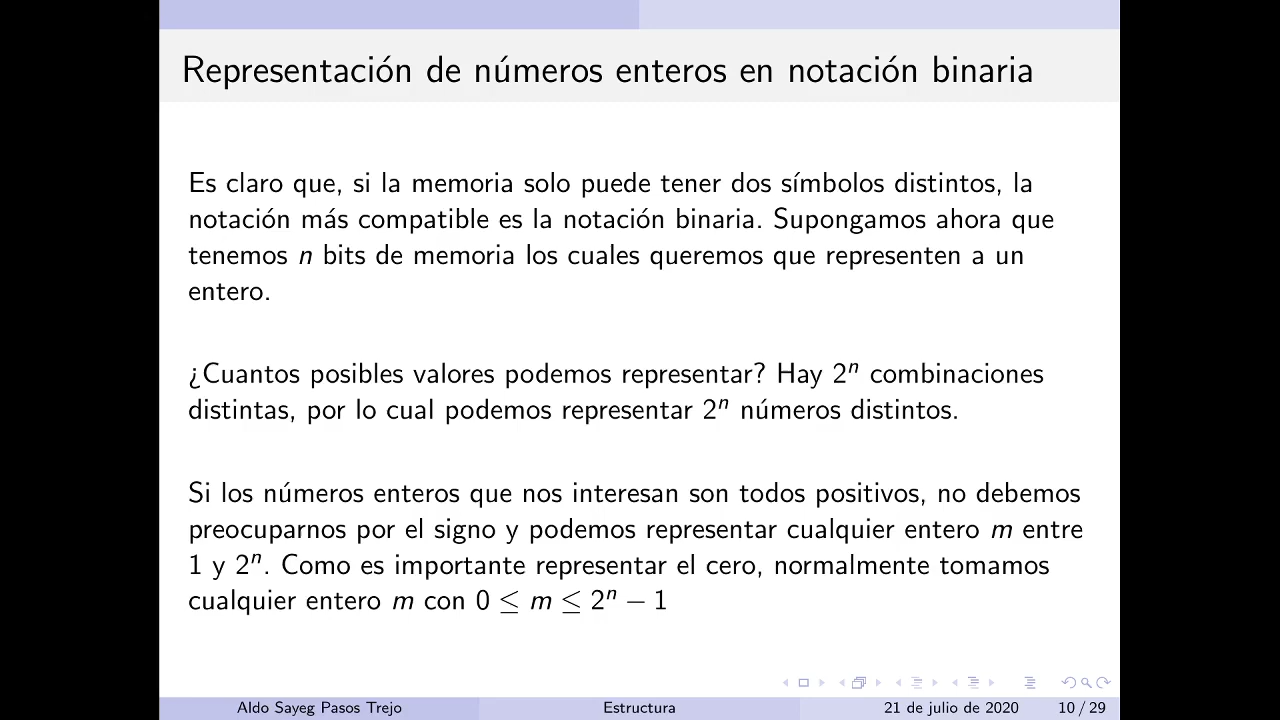 Representación de números enteros en notación binaria
Es claro que, si la memoria solo puede tener dos símbolos distintos, la
notación más compatible es la notación binaria. Supongamos ahora que
tenemos n bits de memoria los cuales queremos que representen a un
entero.
¿Cuantos posibles valores podemos representar? Hay 2ⁿ combinaciones
distintas, por lo cual podemos representar 2ⁿ números distintos.
Si los números enteros que nos interesan son todos positivos, no debemos
preocuparnos por el signo y podemos representar cualquier entero m entre
1 y 2ⁿ. Como es importante representar el cero, normalmente tomamos
cualquier entero m con 0 ≤ m ≤ 2ⁿ − 1
Aldo Sayeg Pasos Trejo Estructura 21 de julio de 2020 10 / 29